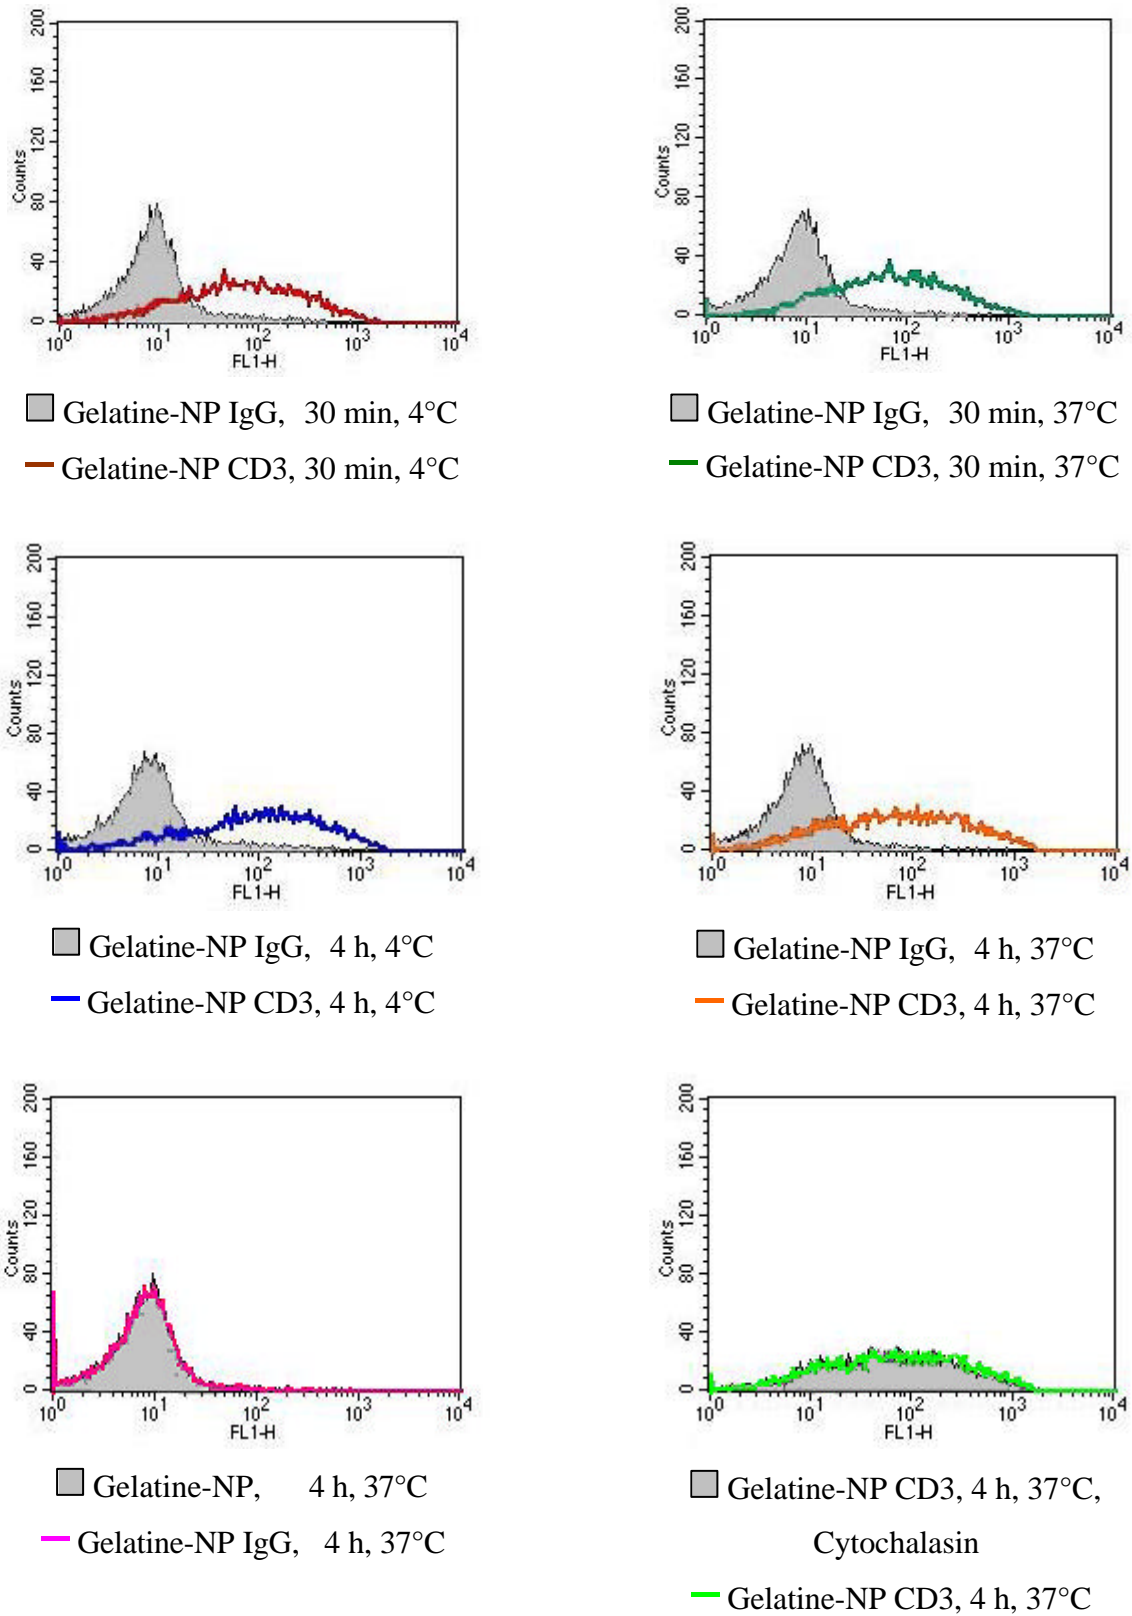 200
160
120
80
40
0
Counts
10^0 10^1 10^2 10^3 10^4
FL1-H
Gelatine-NP IgG, 30 min, 4°C
Gelatine-NP CD3, 30 min, 4°C
200
160
120
80
40
0
Counts
10^0 10^1 10^2 10^3 10^4
FL1-H
Gelatine-NP IgG, 30 min, 37°C
Gelatine-NP CD3, 30 min, 37°C
200
160
120
80
40
0
Counts
10^0 10^1 10^2 10^3 10^4
FL1-H
Gelatine-NP IgG, 4 h, 4°C
Gelatine-NP CD3, 4 h, 4°C
200
160
120
80
40
0
Counts
10^0 10^1 10^2 10^3 10^4
FL1-H
Gelatine-NP IgG, 4 h, 37°C
Gelatine-NP CD3, 4 h, 37°C
200
160
120
80
40
0
Counts
10^0 10^1 10^2 10^3 10^4
FL1-H
Gelatine-NP, 4 h, 37°C
Gelatine-NP IgG, 4 h, 37°C
200
160
120
80
40
0
Counts
10^0 10^1 10^2 10^3 10^4
FL1-H
Gelatine-NP CD3, 4 h, 37°C,
Cytochalasin
Gelatine-NP CD3, 4 h, 37°C